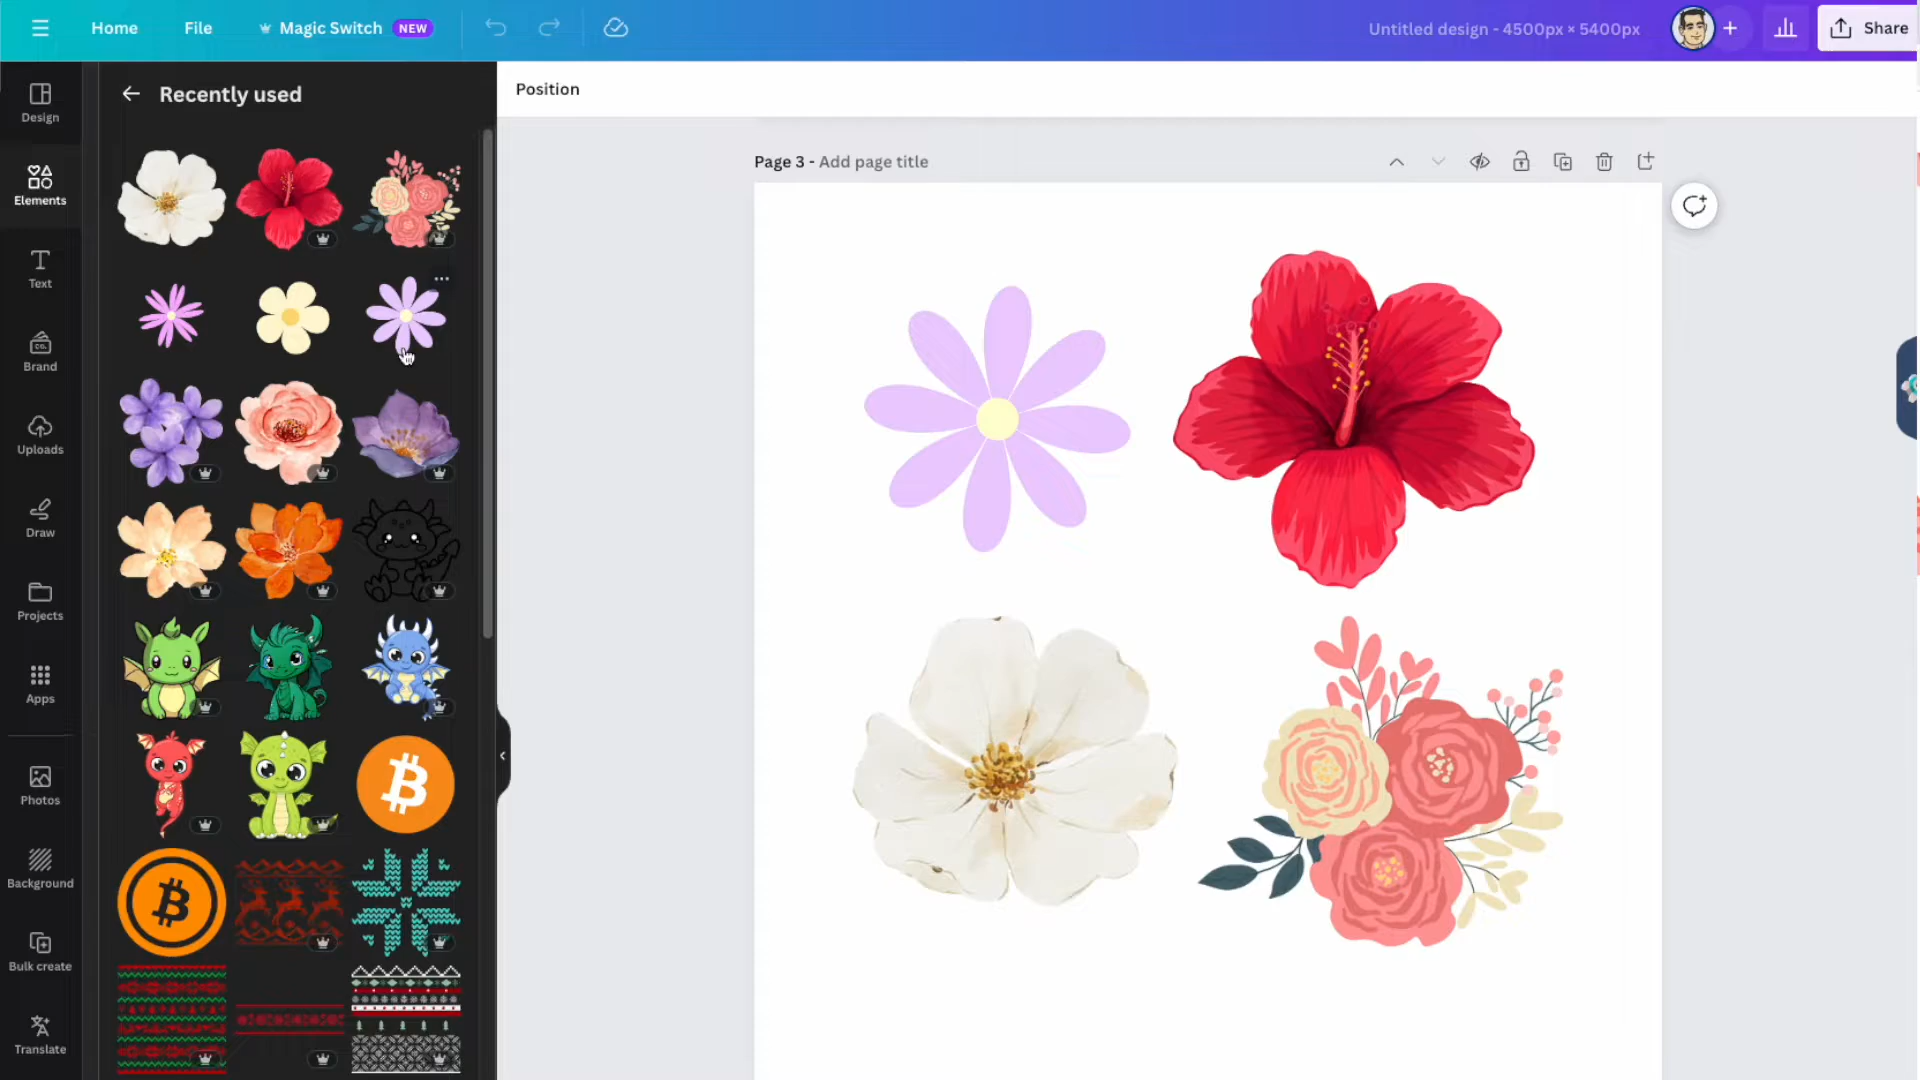 Home File Magic Switch NEW Untitled design - 4500px × 5400px + Share
Recently used
Position
Design
Elements
Text
Brand
Uploads
Draw
Projects
Apps
Photos
Background
Bulk create
Translate
Page 3 - Add page title